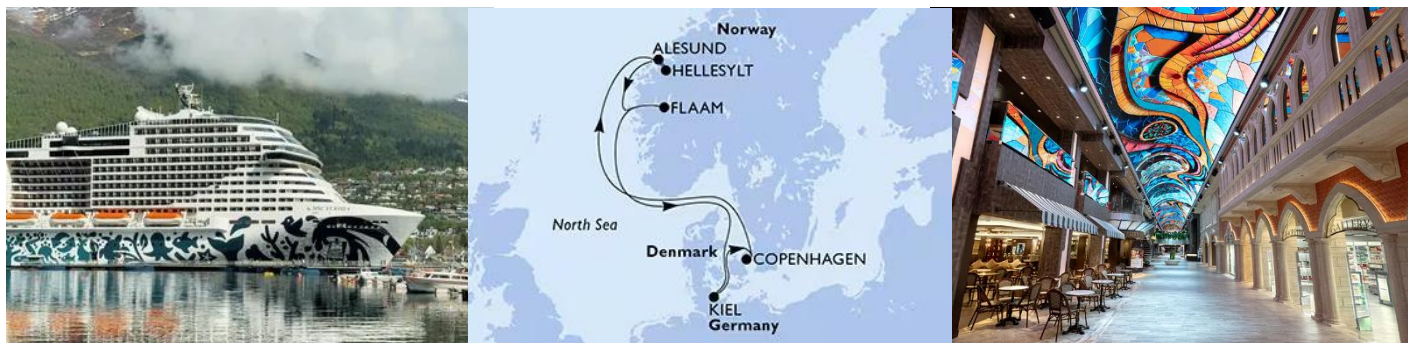 Norway
ALESUND
HELLESYLT
FLAAM
North Sea
Denmark
COPENHAGEN
KIEL
Germany